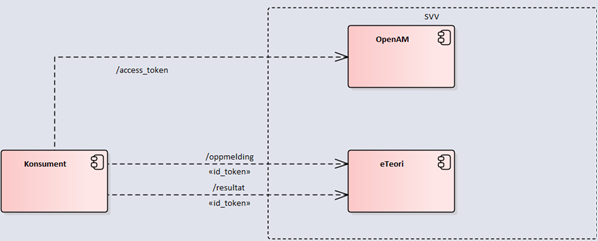 SVV
OpenAM
/access_token
Konsument
/oppmelding
«id_token»
eTeori
/resultat
«id_token»